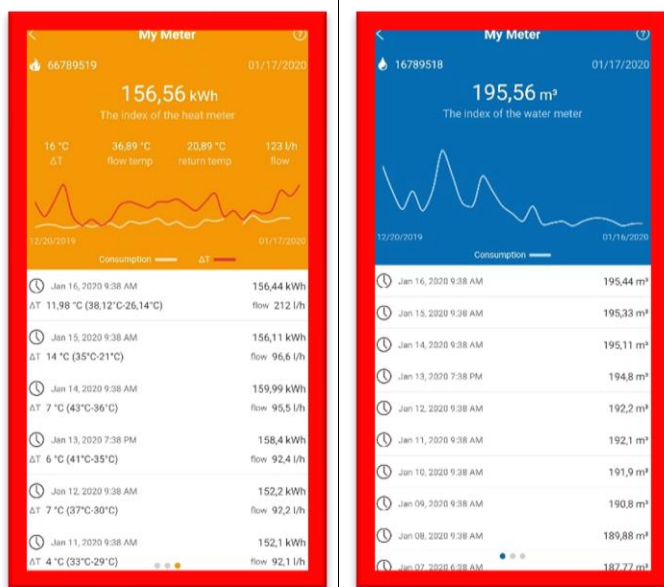 My Meter
66789519 01/17/2020
156,56 kWh
The index of the heat meter
16 °C 36,89 °C 20,89 °C 123 l/h
ΔT flow temp return temp flow
12/20/2019 01/17/2020
Consumption ΔT
Jan 16, 2020 9:38 AM 156,44 kWh
ΔT 11,98 °C (38,12°C-26,14°C) flow 212 l/h
Jan 15, 2020 9:38 AM 156,11 kWh
ΔT 14 °C (35°C-21°C) flow 96,6 l/h
Jan 14, 2020 9:38 AM 159,99 kWh
ΔT 7 °C (43°C-36°C) flow 95,5 l/h
Jan 13, 2020 7:38 PM 158,4 kWh
ΔT 6 °C (41°C-35°C) flow 92,4 l/h
Jan 12, 2020 9:38 AM 152,2 kWh
ΔT 7 °C (37°C-30°C) flow 92,2 l/h
Jan 11, 2020 9:38 AM 152,1 kWh
ΔT 4 °C (33°C-29°C) flow 92,1 l/h
My Meter
16789518 01/17/2020
195,56 m³
The index of the water meter
12/20/2019 01/16/2020
Consumption
Jan 16, 2020 9:38 AM 195,44 m³
Jan 15, 2020 9:38 AM 195,33 m³
Jan 14, 2020 9:38 AM 195,11 m³
Jan 13, 2020 7:38 PM 194,8 m³
Jan 12, 2020 9:38 AM 192,2 m³
Jan 11, 2020 9:38 AM 192,1 m³
Jan 10, 2020 9:38 AM 191,9 m³
Jan 09, 2020 9:38 AM 190,8 m³
Jan 08, 2020 9:38 AM 189,88 m³
Jan 07, 2020 6:38 AM 187,77 m³